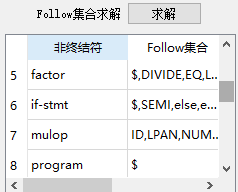 Follow集合求解 求解
非终结符 Follow集合
5 factor $,DIVIDE,EQ,L...
6 if-stmt $,SEMI,else,e...
7 mulop ID,LPAN,NUM...
8 program $